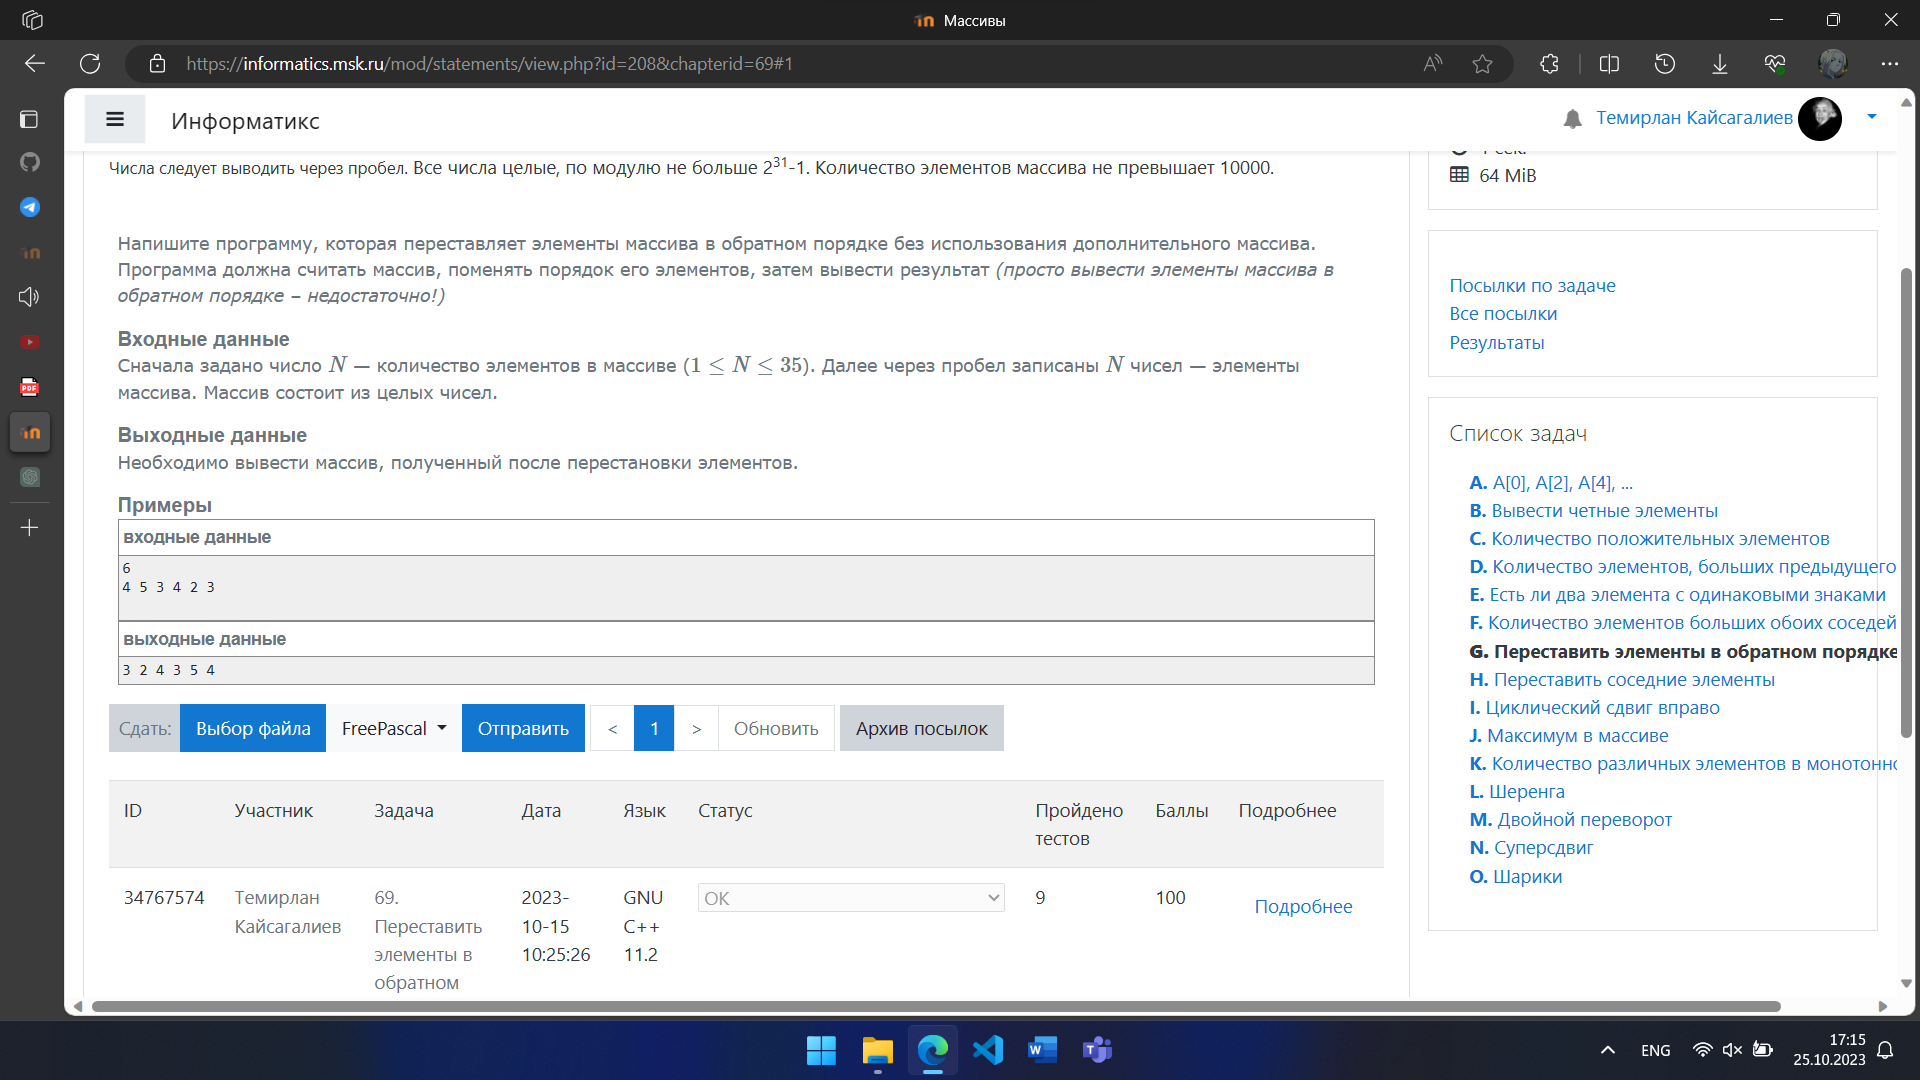 Массивы
https://informatics.msk.ru/mod/statements/view.php?id=208&chapterid=69#1
Информатикс
Темирлан Кайсагалиев
Числа следует выводить через пробел. Все числа целые, по модулю не больше 2^31-1. Количество элементов массива не превышает 10000.
Напишите программу, которая переставляет элементы массива в обратном порядке без использования дополнительного массива.
Программа должна считать массив, поменять порядок его элементов, затем вывести результат (просто вывести элементы массива в
обратном порядке – недостаточно!)
Входные данные
Сначала задано число N — количество элементов в массиве (1 ≤ N ≤ 35). Далее через пробел записаны N чисел — элементы
массива. Массив состоит из целых чисел.
Выходные данные
Необходимо вывести массив, полученный после перестановки элементов.
Примеры
входные данные
6
4 5 3 4 2 3
выходные данные
3 2 4 3 5 4
Сдать: Выбор файла FreePascal Отправить < 1 > Обновить Архив посылок
ID Участник Задача Дата Язык Статус Пройдено тестов Баллы Подробнее
34767574 Темирлан Кайсагалиев 69. Переставить элементы в обратном 2023-10-15 10:25:26 GNU C++ 11.2 OK 9 100 Подробнее
64 MiB
Посылки по задаче
Все посылки
Результаты
Список задач
A. A[0], A[2], A[4], ...
B. Вывести четные элементы
C. Количество положительных элементов
D. Количество элементов, больших предыдущего
E. Есть ли два элемента с одинаковыми знаками
F. Количество элементов больших обоих соседей
G. Переставить элементы в обратном порядке
H. Переставить соседние элементы
I. Циклический сдвиг вправо
J. Максимум в массиве
K. Количество различных элементов в монотонно
L. Шеренга
M. Двойной переворот
N. Суперсдвиг
O. Шарики
ENG
17:15
25.10.2023